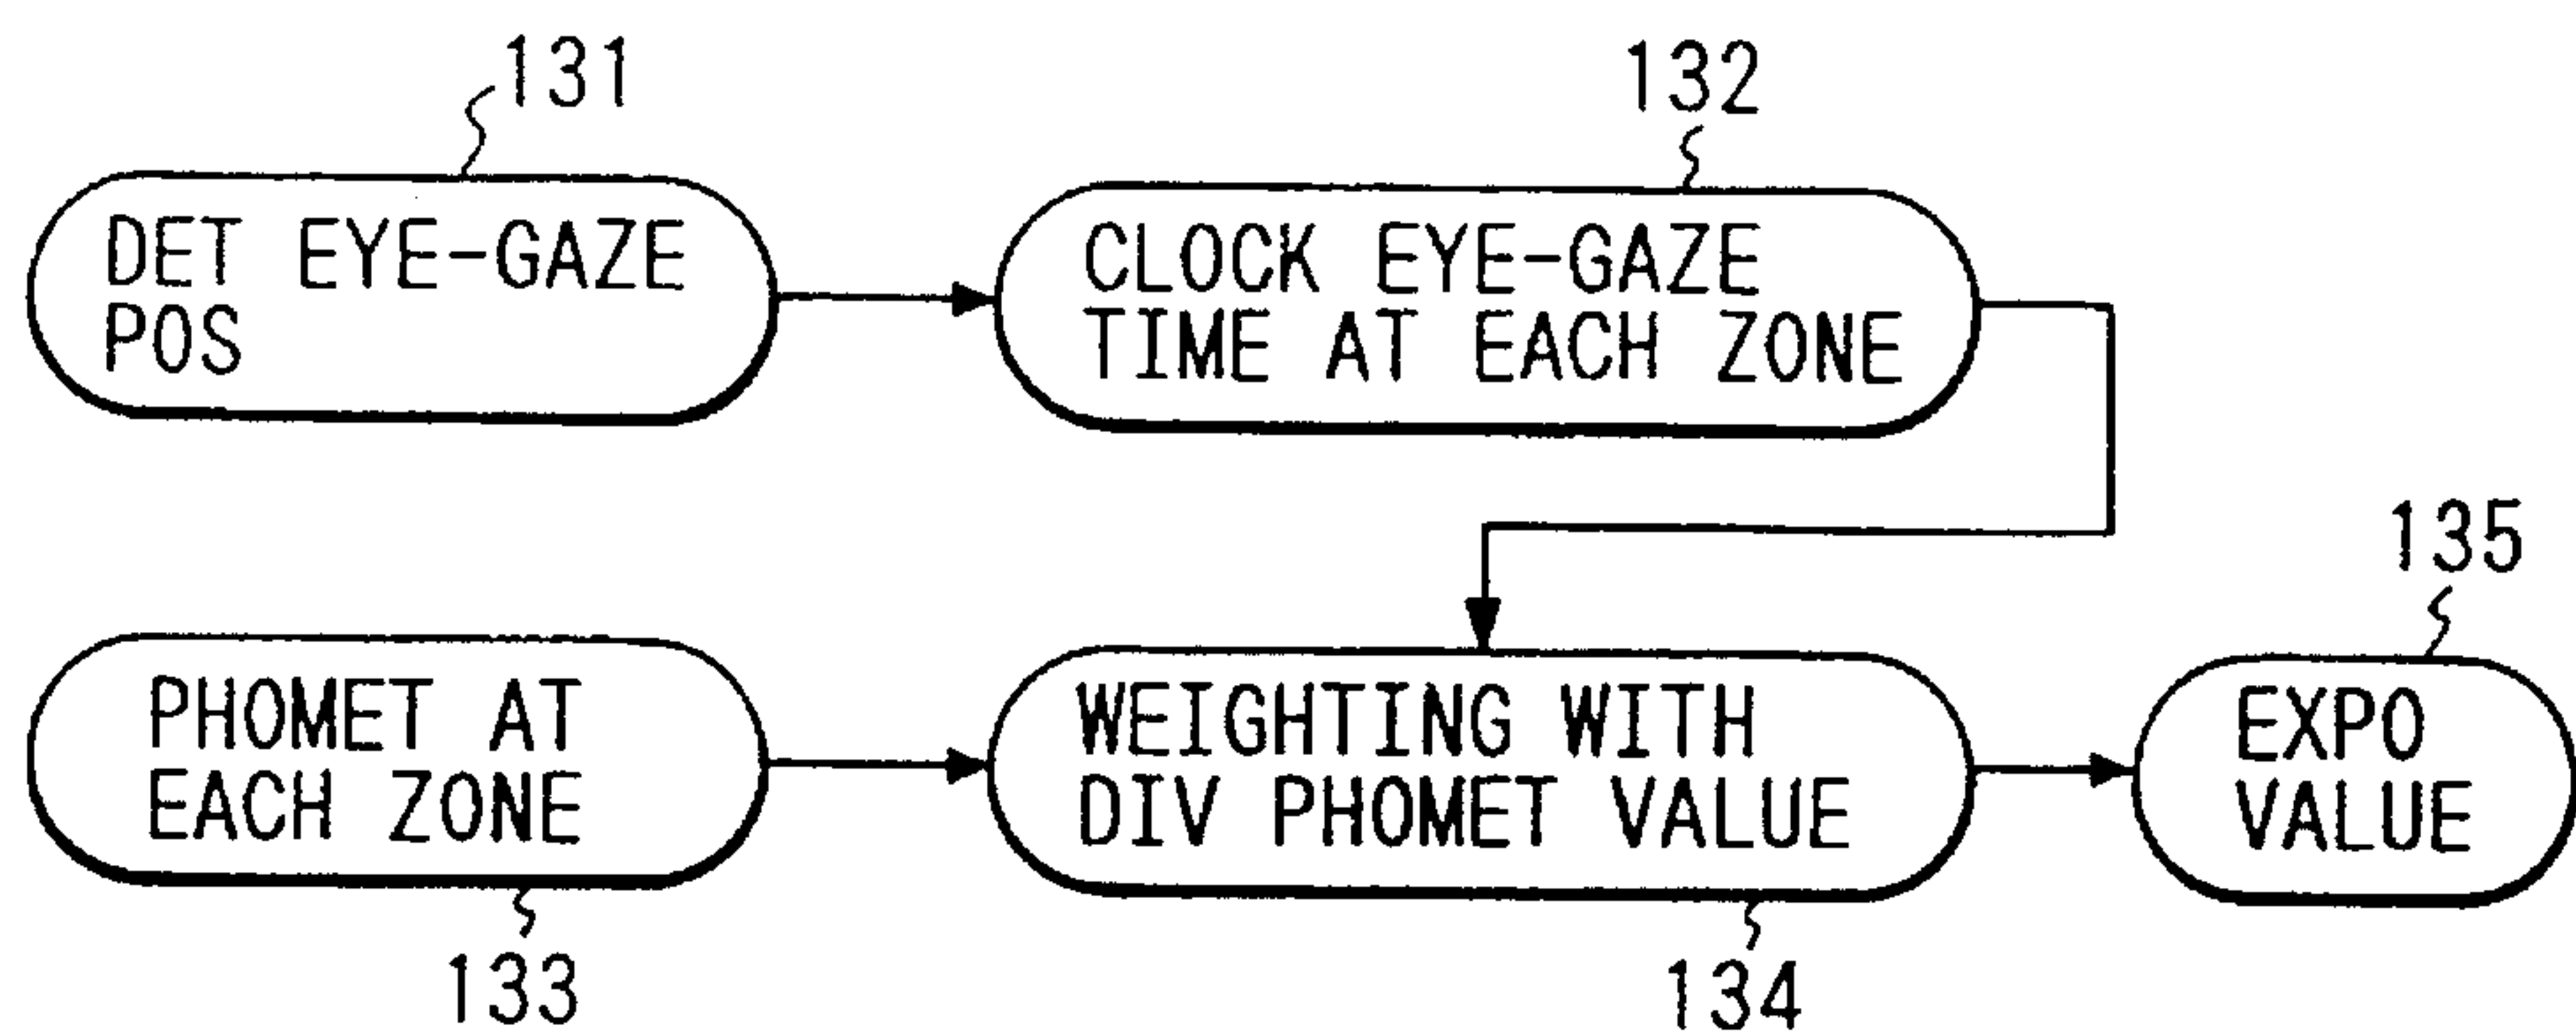 131
DET EYE-GAZE
POS
132
CLOCK EYE-GAZE
TIME AT EACH ZONE
133
PHOMET AT
EACH ZONE
134
WEIGHTING WITH
DIV PHOMET VALUE
135
EXPO
VALUE